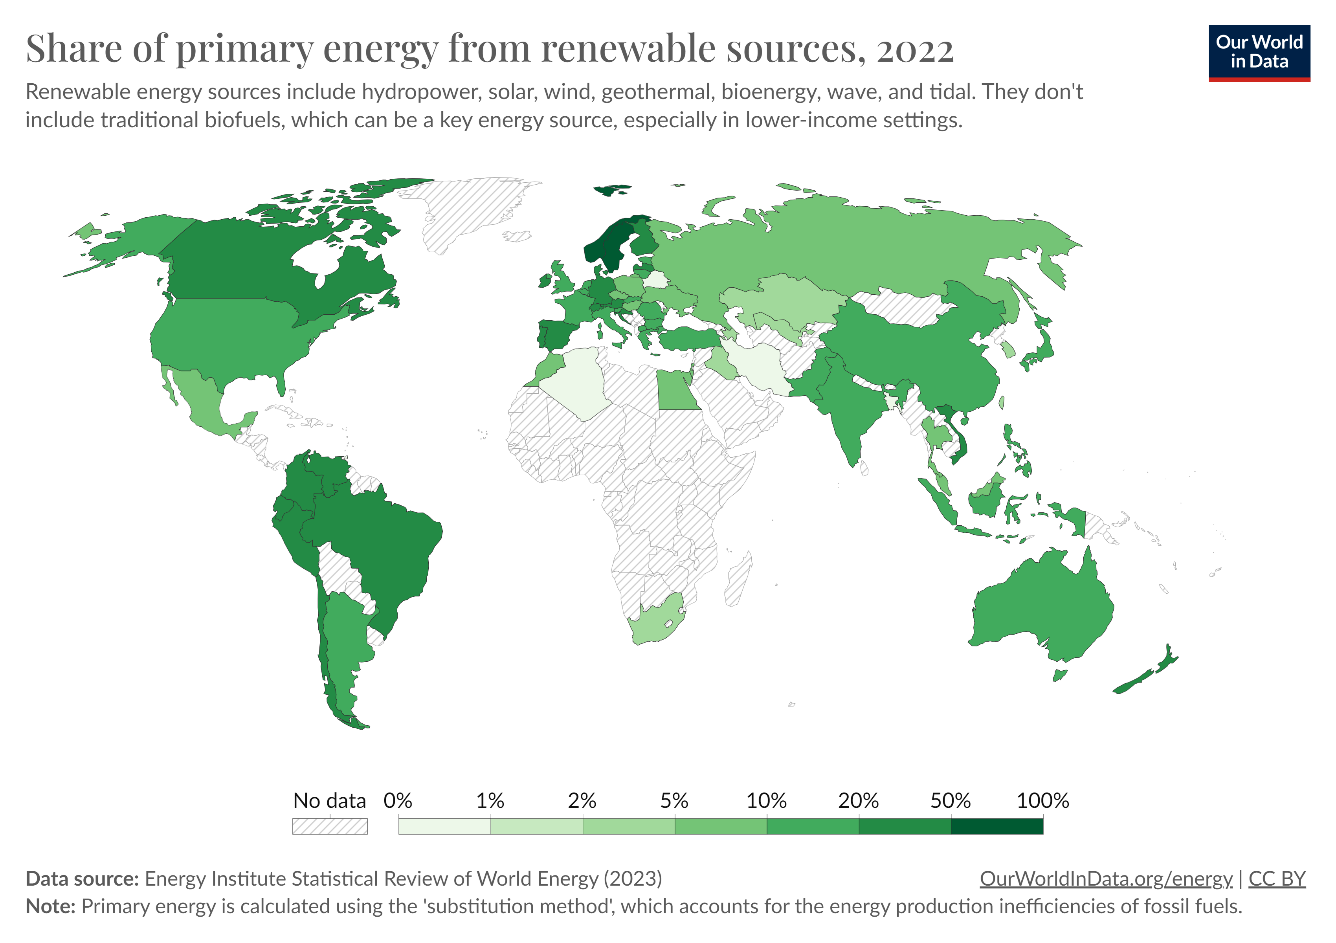 Share of primary energy from renewable sources, 2022
Our World
in Data
Renewable energy sources include hydropower, solar, wind, geothermal, bioenergy, wave, and tidal. They don't
include traditional biofuels, which can be a key energy source, especially in lower-income settings.
No data 0% 1% 2% 5% 10% 20% 50% 100%
Data source: Energy Institute Statistical Review of World Energy (2023)
OurWorldInData.org/energy | CC BY
Note: Primary energy is calculated using the 'substitution method', which accounts for the energy production inefficiencies of fossil fuels.